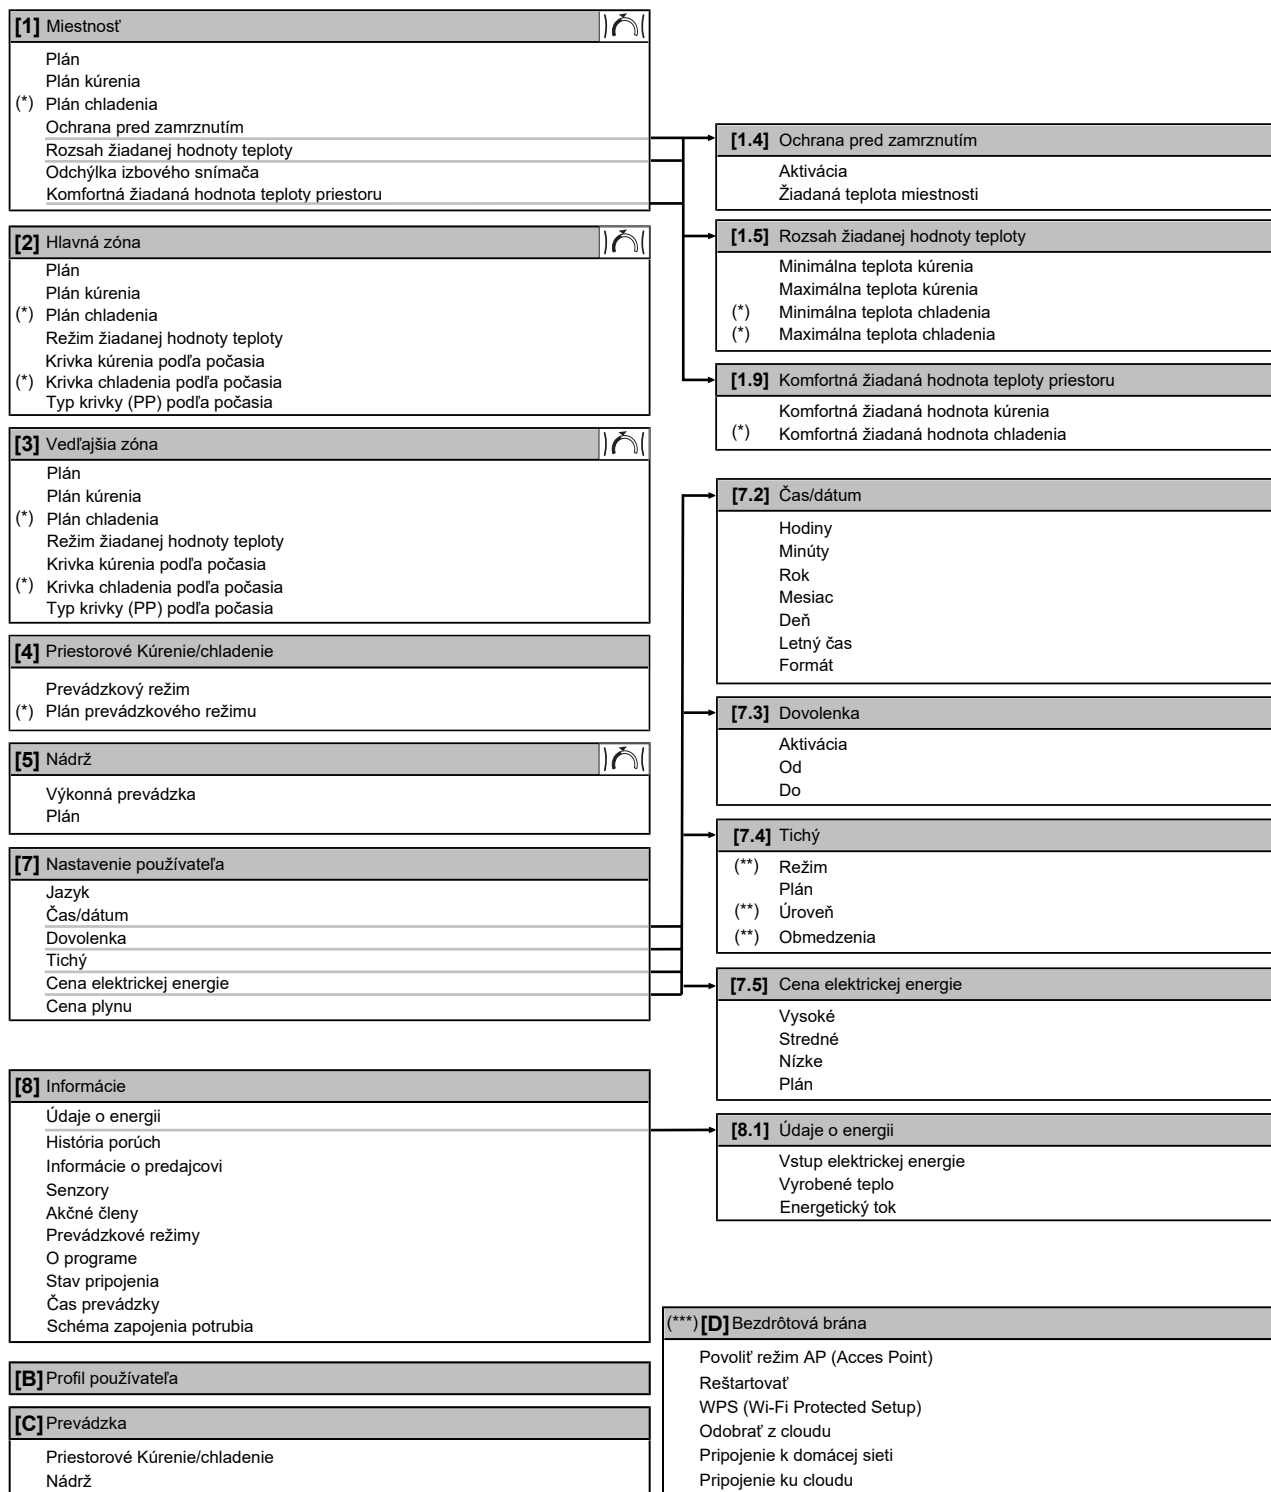 [1] Miestnosť
Plán
Plán kúrenia
(*) Plán chladenia
Ochrana pred zamrznutím
Rozsah žiadanej hodnoty teploty
Odchýlka izbového snímača
Komfortná žiadaná hodnota teploty priestoru
[2] Hlavná zóna
Plán
Plán kúrenia
(*) Plán chladenia
Režim žiadanej hodnoty teploty
Krivka kúrenia podľa počasia
(*) Krivka chladenia podľa počasia
Typ krivky (PP) podľa počasia
[3] Vedľajšia zóna
Plán
Plán kúrenia
(*) Plán chladenia
Režim žiadanej hodnoty teploty
Krivka kúrenia podľa počasia
(*) Krivka chladenia podľa počasia
Typ krivky (PP) podľa počasia
[4] Priestorové Kúrenie/chladenie
Prevádzkový režim
(*) Plán prevádzkového režimu
[5] Nádrž
Výkonná prevádzka
Plán
[7] Nastavenie používateľa
Jazyk
Čas/dátum
Dovolenka
Tichý
Cena elektrickej energie
Cena plynu
[8] Informácie
Údaje o energii
História porúch
Informácie o predajcovi
Senzory
Akčné členy
Prevádzkové režimy
O programe
Stav pripojenia
Čas prevádzky
Schéma zapojenia potrubia
[B] Profil používateľa
[C] Prevádzka
Priestorové Kúrenie/chladenie
Nádrž
[1.4] Ochrana pred zamrznutím
Aktivácia
Žiadaná teplota miestnosti
[1.5] Rozsah žiadanej hodnoty teploty
Minimálna teplota kúrenia
Maximálna teplota kúrenia
(*) Minimálna teplota chladenia
(*) Maximálna teplota chladenia
[1.9] Komfortná žiadaná hodnota teploty priestoru
Komfortná žiadaná hodnota kúrenia
(*) Komfortná žiadaná hodnota chladenia
[7.2] Čas/dátum
Hodiny
Minúty
Rok
Mesiac
Deň
Letný čas
Formát
[7.3] Dovolenka
Aktivácia
Od
Do
[7.4] Tichý
(**) Režim
Plán
(**) Úroveň
(**) Obmedzenia
[7.5] Cena elektrickej energie
Vysoké
Stredné
Nízke
Plán
[8.1] Údaje o energii
Vstup elektrickej energie
Vyrobené teplo
Energetický tok
(***) [D] Bezdrôtová brána
Povoliť režim AP (Acces Point)
Reštartovať
WPS (Wi-Fi Protected Setup)
Odobrať z cloudu
Pripojenie k domácej sieti
Pripojenie ku cloudu